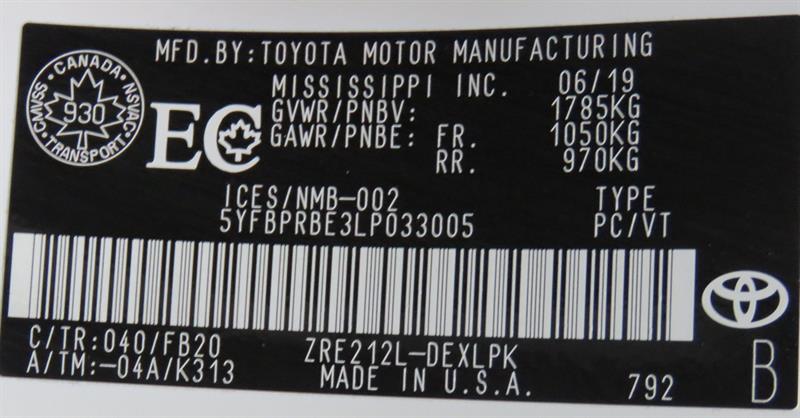 MFD.BY:TOYOTA MOTOR MANUFACTURING
MISSISSIPPI INC. 06/19
GVWR/PNBV: 1785KG
GAWR/PNBE: FR. 1050KG
RR. 970KG
CANADA
CMVSS NSVAC
930
TRANSPORT
EC
ICES/NMB-002 TYPE
5YFBPRBE3LP033005 PC/VT
C/TR:040/FB20 ZRE212L-DEXLPK
A/TM:-04A/K313 MADE IN U.S.A. 792 B